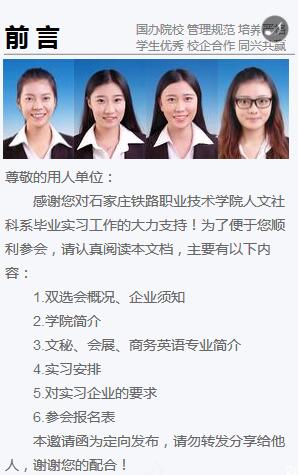 前言
国办院校 管理规范 培养严格
学生优秀 校企合作 同兴共赢
尊敬的用人单位：
感谢您对石家庄铁路职业技术学院人文社
科系毕业实习工作的大力支持！为了便于您顺
利参会，请认真阅读本文档，主要有以下内
容：
1.双选会概况、企业须知
2.学院简介
3.文秘、会展、商务英语专业简介
4.实习安排
5.对实习企业的要求
6.参会报名表
本邀请函为定向发布，请勿转发分享给他
人，谢谢您的配合！